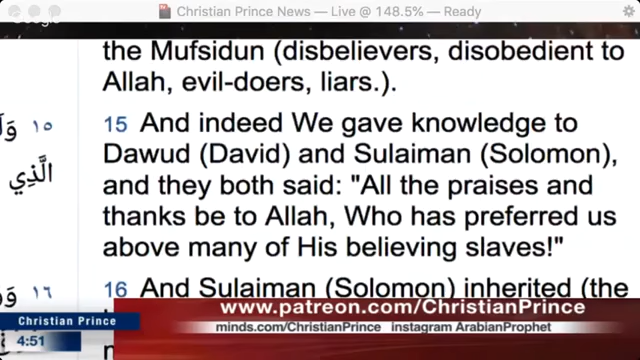 Christian Prince News — Live @ 148.5% — Ready
the Mufsidun (disbelievers, disobedient to
Allah, evil-doers, liars.).
١٥
15 And indeed We gave knowledge to
Dawud (David) and Sulaiman (Solomon),
الَّذِي
and they both said: "All the praises and
thanks be to Allah, Who has preferred us
above many of His believing slaves!"
١٦
16 And Sulaiman (Solomon) inherited (the
www.patreon.com/ChristianPrince
Christian Prince
minds.com/ChristianPrince instagram ArabianProphet
4:51